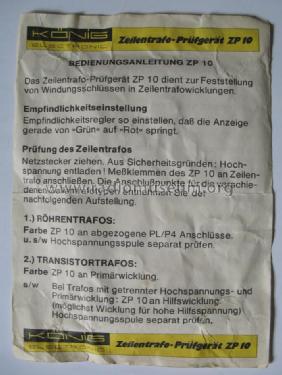 KÖNIG
ELECTRONIC
Zeilentrafo-Prüfgerät ZP 10
BEDIENUNGSANLEITUNG ZP 10
Das Zeilentrafo-Prüfgerät ZP 10 dient zur Feststellung
von Windungsschlüssen in Zeilentrafowicklungen.
Empfindlichkeitseinstellung
Empfindlichkeitsregler so einstellen, daß die Anzeige
gerade von «Grün» auf «Rot» springt.
Prüfung des Zeilentrafos
Netzstecker ziehen. Aus Sicherheitsgründen: Hoch-
spannung entladen! Meßklemmen des ZP 10 an Zeilen-
trafo anschließen. Die Anschlußpunkte für die verschie-
denen Zeilentrafotypen entnehmen Sie der
nachfolgenden Aufstellung.
1.) RÖHRENTRAFOS:
Farbe ZP 10 an abgezogene PL/P4 Anschlüsse.
u. s/w Hochspannungsspule separat prüfen.
2.) TRANSISTORTRAFOS:
Farbe ZP 10 an Primärwicklung.
s/w Bei Trafos mit getrennter Hochspannungs- und
Primärwicklung: ZP 10 an Hilfswicklung.
(möglichst Wicklung für hohe Hilfsspannung)
Hochspannungsspule separat prüfen.
KÖNIG
ELECTRONIC
Zeilentrafo-Prüfgerät ZP 10